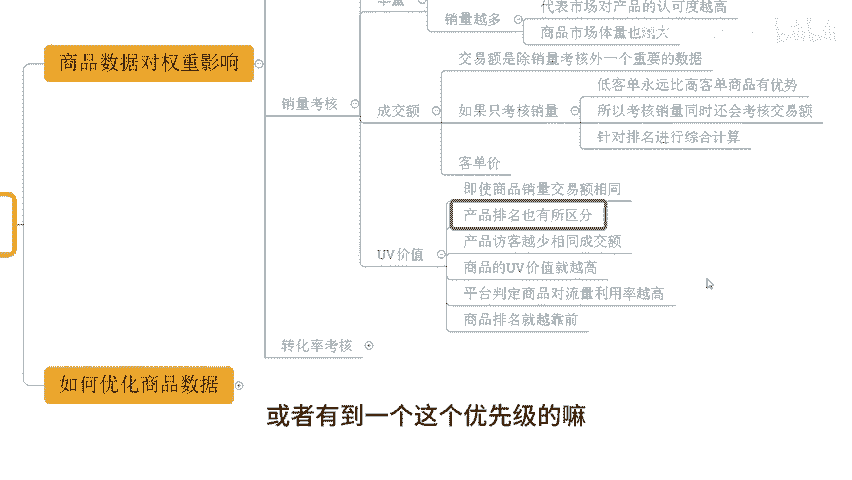 代表市场对产品的认可度越高
销量越多
商品市场体量也越大
商品数据对权重影响
交易额是除销量考核外一个重要的数据
低客单永远比高客单商品有优势
销量考核
成交额
如果只考核销量
所以考核销量同时还会考核交易额
针对排名进行综合计算
客单价
即使商品销量交易额相同
产品排名也有所区分
产品访客越少相同成交额
UV价值
商品的UV价值就越高
平台判定商品对流量利用率越高
商品排名就越靠前
转化率考核
如何优化商品数据
或者有到一个这个优先级的嘛